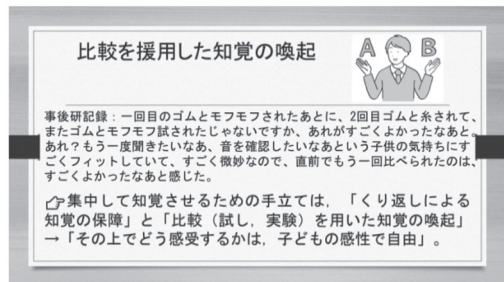 比較を援用した知覚の喚起
A B
事後研記録：一回目のゴムとモフモフされたあとに、2回目ゴムと糸されて、
またゴムとモフモフ試されたじゃないですか、あれがすごくよかったなあと。
あれ？もう一度聞きたいなあ、音を確認したいなあという子供の気持ちにす
ごくフィットしていて、すごく微妙なので、直前でもう一回比べられたのは、
すごくよかったなあと感じた。
👉集中して知覚させるための手立ては，「くり返しによる
知覚の保障」と「比較（試し，実験）を用いた知覚の喚起」
→「その上でどう感受するかは，子どもの感性で自由」。